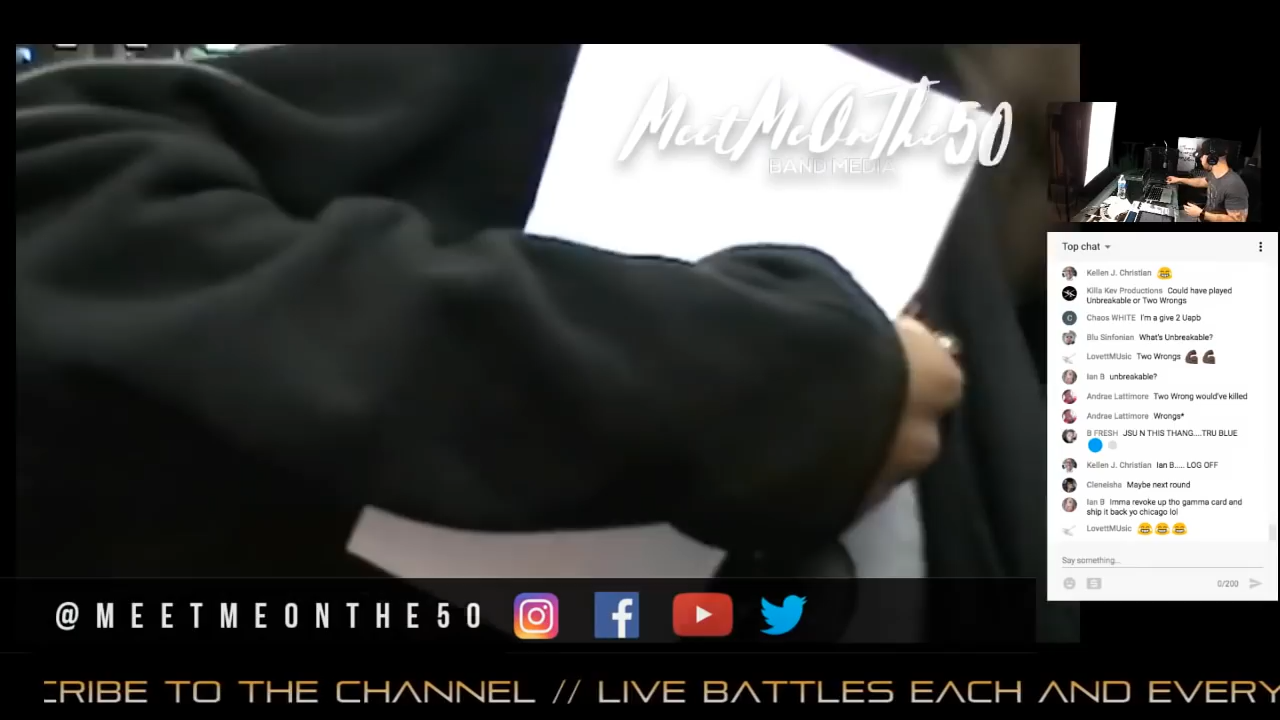 MeetMeOnThe50
BAND MEDIA
Top chat
Kellen J. Christian
Killa Kev Productions Could have played
Unbreakable or Two Wrongs
Chaos WHITE I'm a give 2 Uapb
Blu Sinfonian What's Unbreakable?
LovettMUsic Two Wrongs
Ian B unbreakable?
Andrae Lattimore Two Wrong would've killed
Andrae Lattimore Wrongs*
B FRESH JSU N THIS THANG....TRU BLUE
Kellen J. Christian Ian B..... LOG OFF
Cleneisha Maybe next round
Ian B Imma revoke up tho gamma card and
ship it back yo chicago lol
LovettMUsic
Say something...
0/200
@MEETMEONTHE50
CRIBE TO THE CHANNEL // LIVE BATTLES EACH AND EVERY